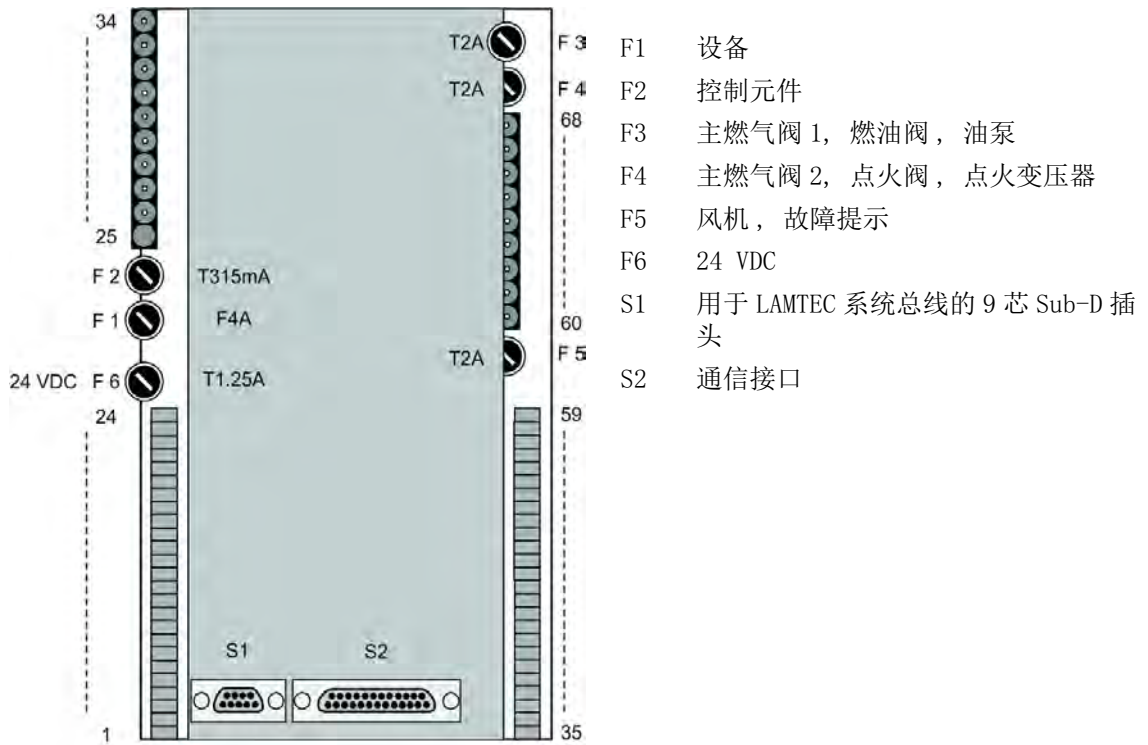 34
T2A F 3
T2A F 4
68
25
F 2 T315mA
F 1 F4A
60
T2A F 5
24 VDC F 6 T1.25A
24
59
S1 S2
1
35
F1 设备
F2 控制元件
F3 主燃气阀 1, 燃油阀, 油泵
F4 主燃气阀 2, 点火阀, 点火变压器
F5 风机, 故障提示
F6 24 VDC
S1 用于 LAMTEC 系统总线的 9 芯 Sub-D 插
头
S2 通信接口